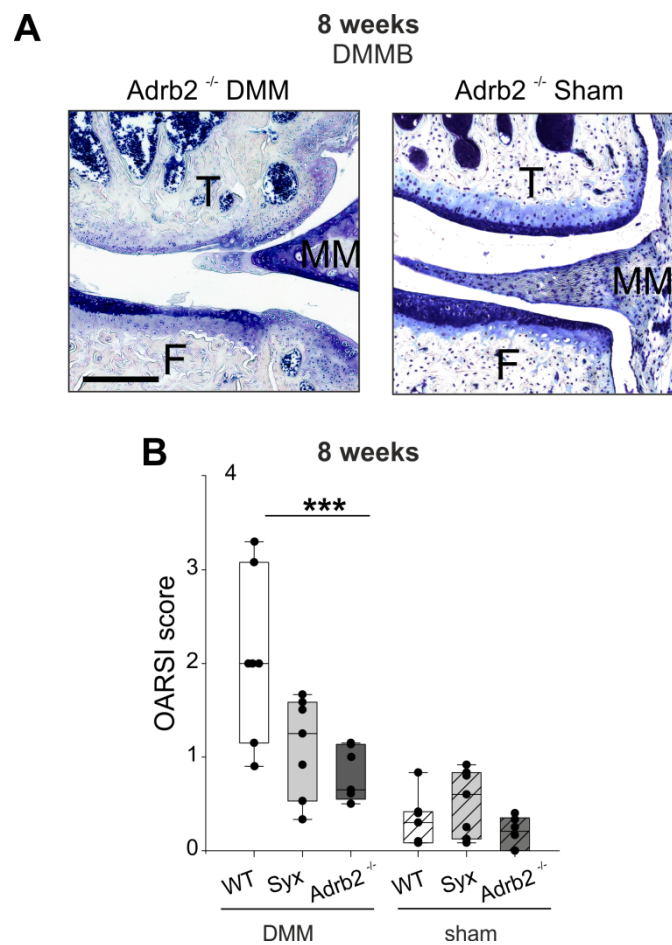 A
8 weeks
DMMB
Adrb2 -/- DMM
Adrb2 -/- Sham
T
MM
F
T
MM
F
B
8 weeks
4
***
3
2
1
0
OARSI score
WT
Syx
Adrb2 -/-
WT
Syx
Adrb2 -/-
DMM
sham